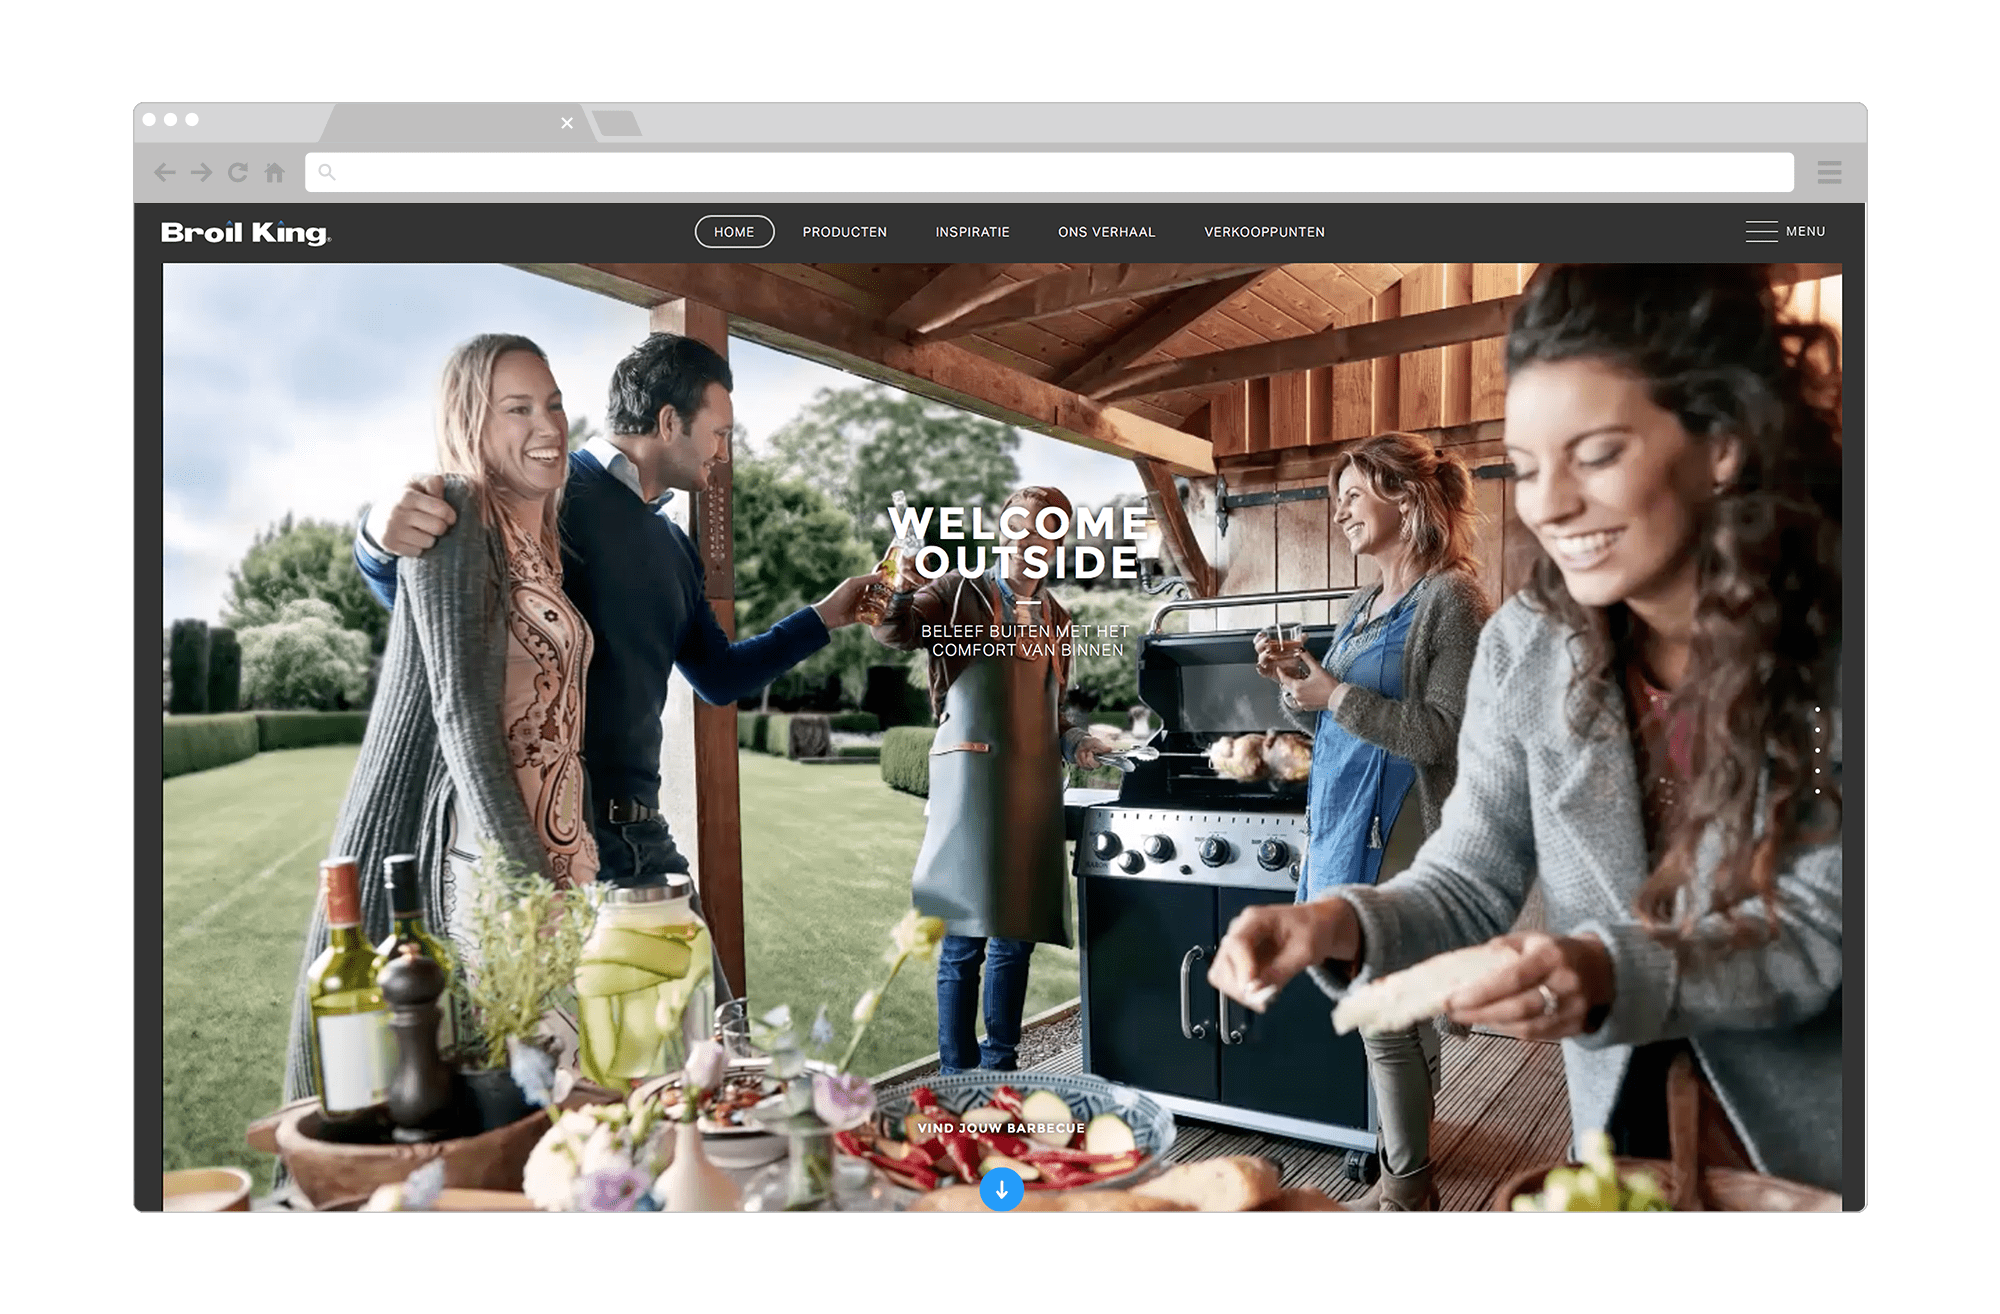 Broil King®
HOME
PRODUCTEN
INSPIRATIE
ONS VERHAAL
VERKOOPPUNTEN
MENU
WELCOME
OUTSIDE
BELEEF BUITEN MET HET
COMFORT VAN BINNEN
VIND JOUW BARBECUE